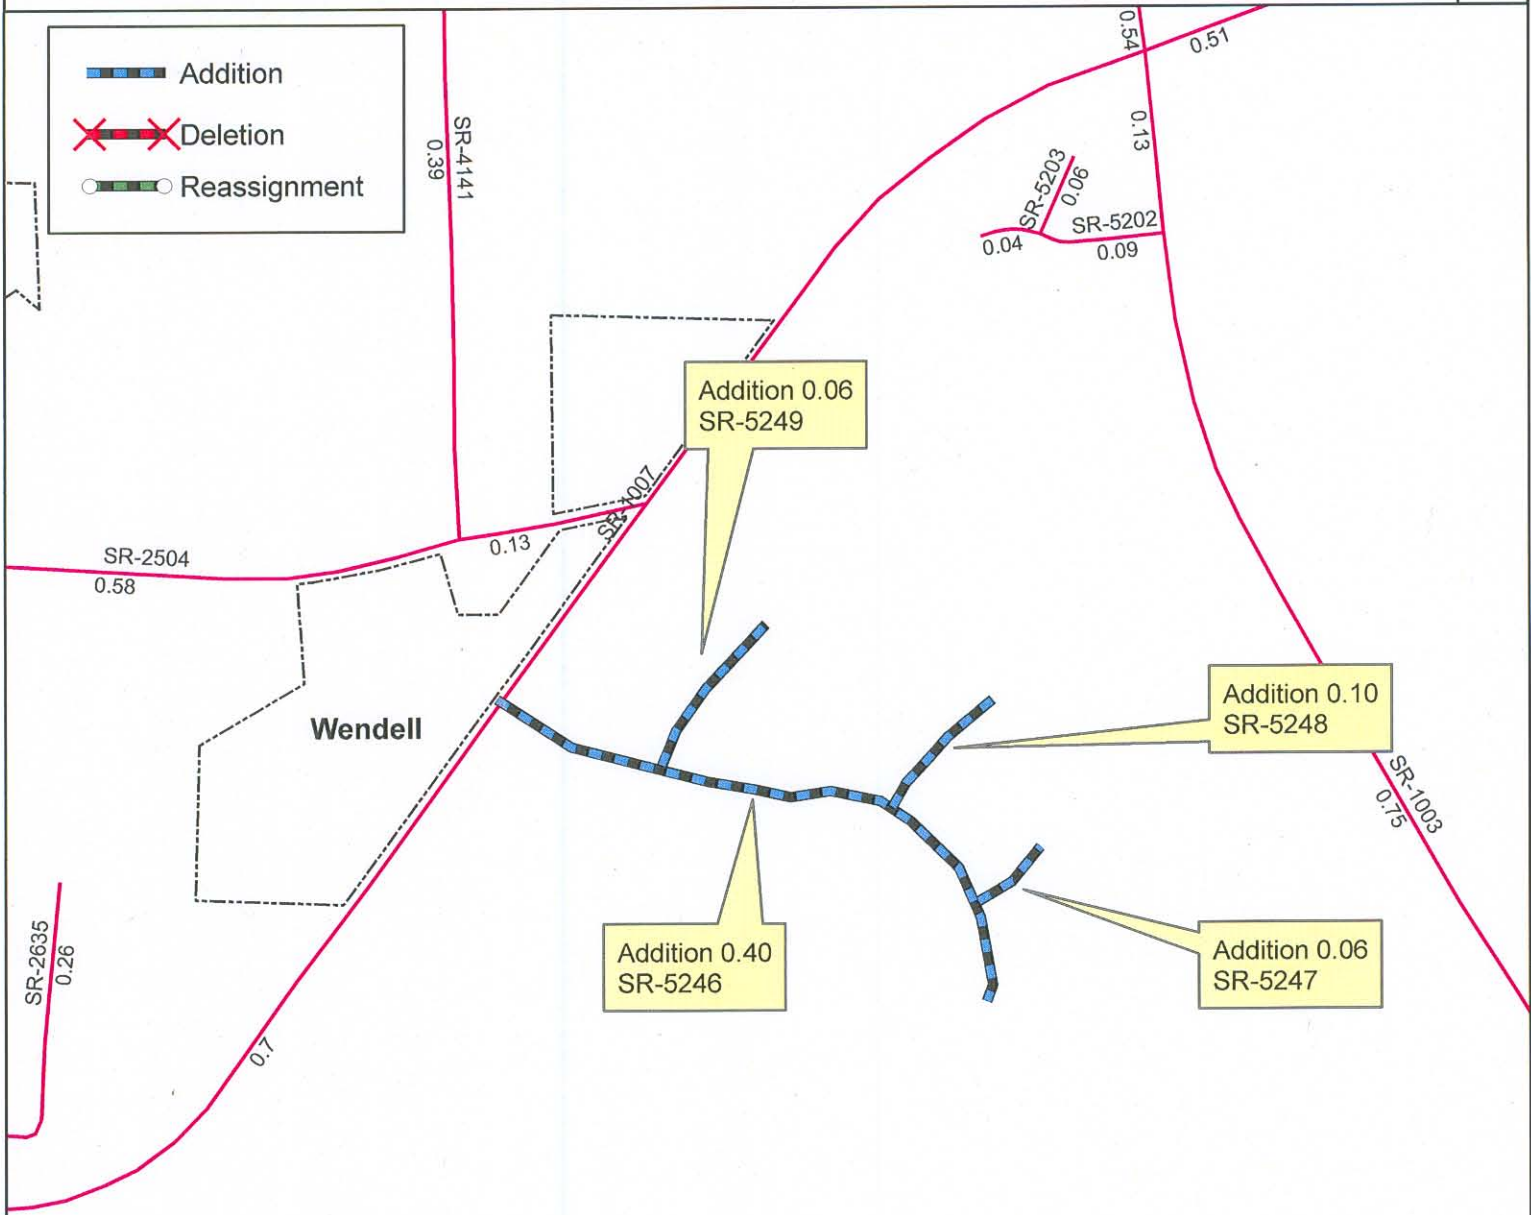 Addition
Deletion
Reassignment
SR-4141
0.39
0.54
0.51
0.13
SR-5203
0.06
SR-5202
0.04
0.09
Addition 0.06
SR-5249
SR-1007
SR-2504
0.58
0.13
Wendell
Addition 0.10
SR-5248
SR-1003
0.75
SR-2635
0.26
Addition 0.40
SR-5246
Addition 0.06
SR-5247
0.7